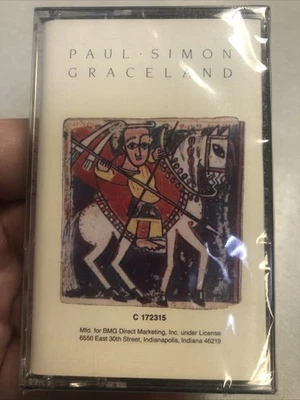 PAUL · SIMON
GRACELAND
C 172315
Mfd. for BMG Direct Marketing, Inc. under License
6550 East 30th Street, Indianapolis, Indiana 46219